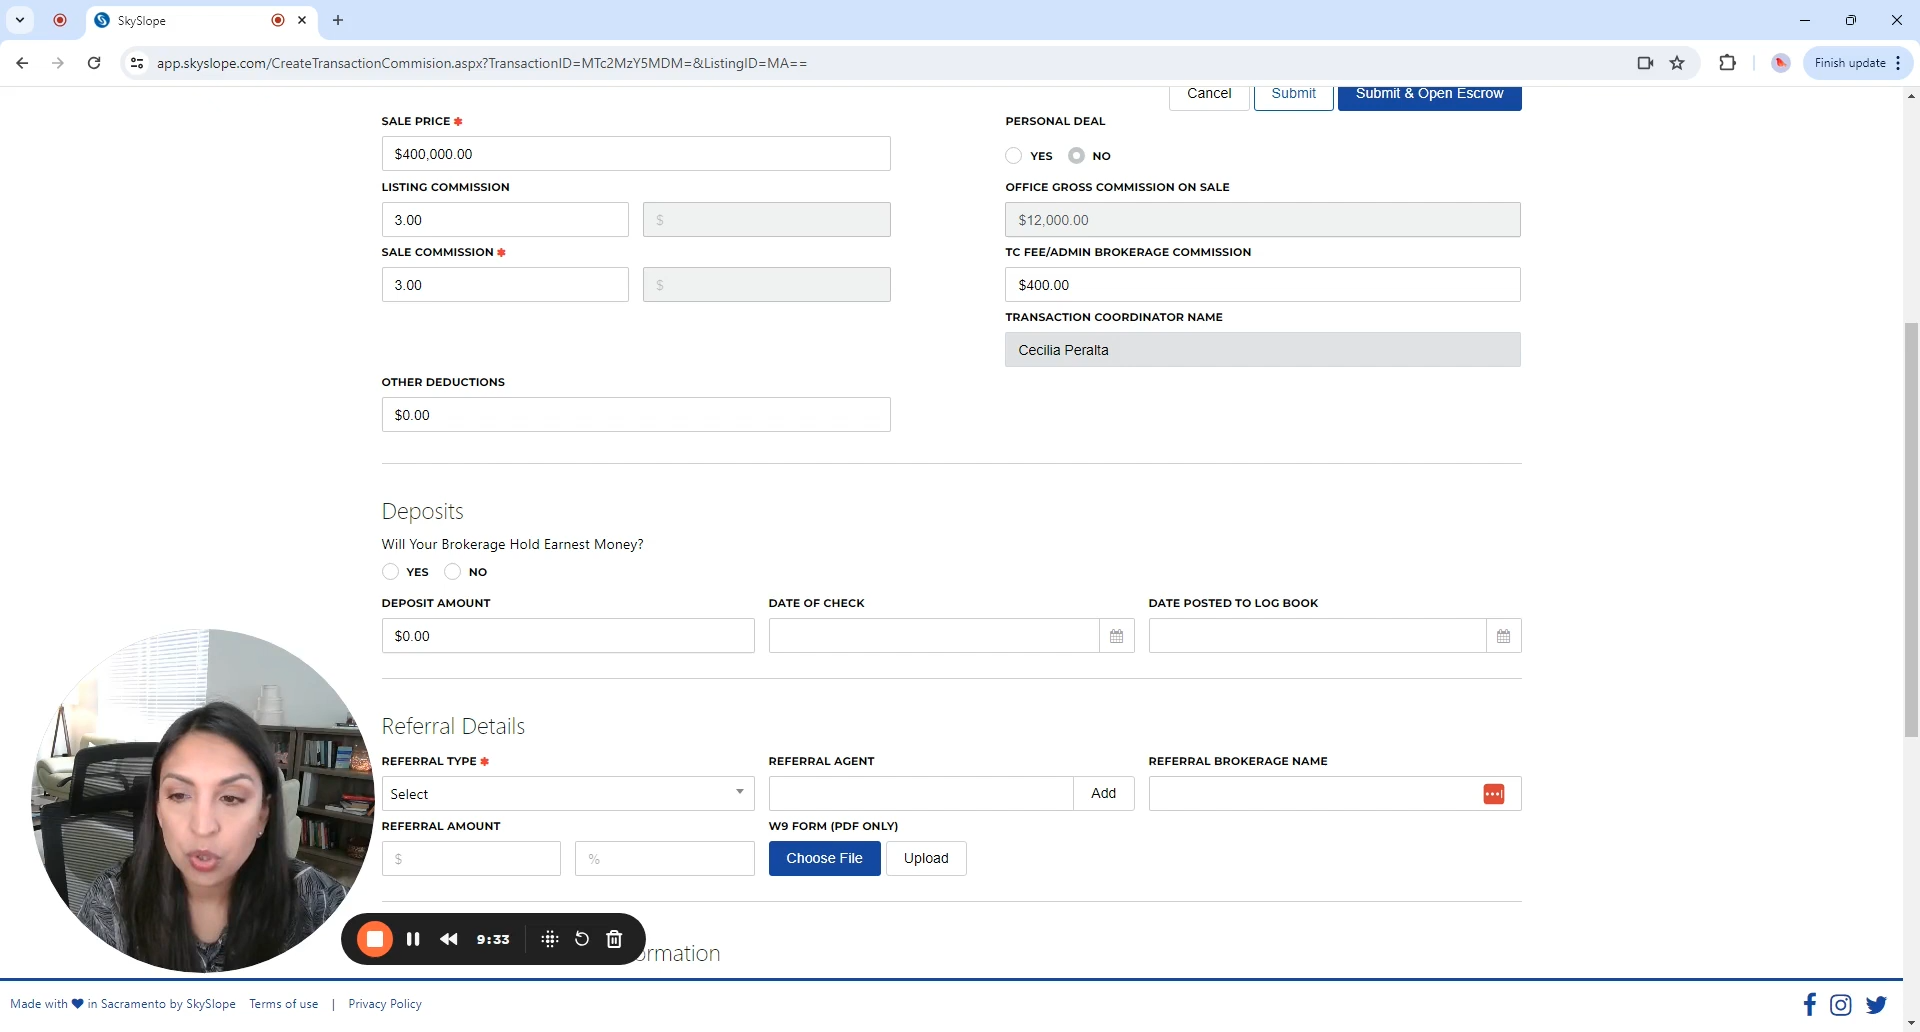 SkySlope
app.skyslope.com/CreateTransactionCommision.aspx?TransactionID=MTc2MzY5MDM=&ListingID=MA==
Finish update
Cancel
Submit
Submit & Open Escrow
SALE PRICE *
PERSONAL DEAL
$400,000.00
YES NO
LISTING COMMISSION
OFFICE GROSS COMMISSION ON SALE
3.00
$
$12,000.00
SALE COMMISSION *
TC FEE/ADMIN BROKERAGE COMMISSION
3.00
$
$400.00
TRANSACTION COORDINATOR NAME
Cecilia Peralta
OTHER DEDUCTIONS
$0.00
Deposits
Will Your Brokerage Hold Earnest Money?
YES NO
DEPOSIT AMOUNT
DATE OF CHECK
DATE POSTED TO LOG BOOK
$0.00
Referral Details
REFERRAL TYPE *
REFERRAL AGENT
REFERRAL BROKERAGE NAME
Select
Add
REFERRAL AMOUNT
W9 FORM (PDF ONLY)
$
%
Choose File
Upload
9:33
ormation
Made with ♥ in Sacramento by SkySlope Terms of use | Privacy Policy